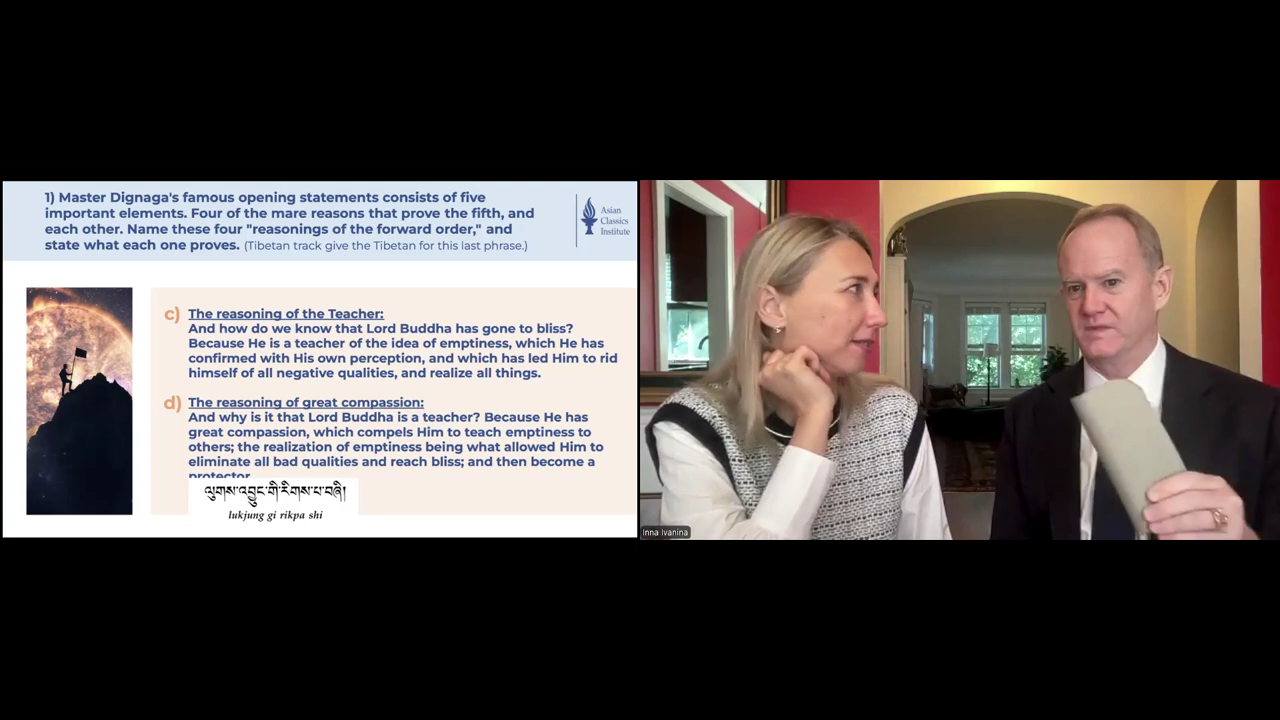 1) Master Dignaga's famous opening statements consists of five
important elements. Four of the mare reasons that prove the fifth, and
each other. Name these four "reasonings of the forward order," and
state what each one proves. (Tibetan track give the Tibetan for this last phrase.)
Asian
Classics
Institute
c) The reasoning of the Teacher:
And how do we know that Lord Buddha has gone to bliss?
Because He is a teacher of the idea of emptiness, which He has
confirmed with His own perception, and which has led Him to rid
himself of all negative qualities, and realize all things.
d) The reasoning of great compassion:
And why is it that Lord Buddha is a teacher? Because He has
great compassion, which compels Him to teach emptiness to
others; the realization of emptiness being what allowed Him to
eliminate all bad qualities and reach bliss; and then become a
protector
ལུགས་འབྱུང་གི་རིགས་པ་བཞི།
lukjung gi rikpa shi
Inna Ivanina